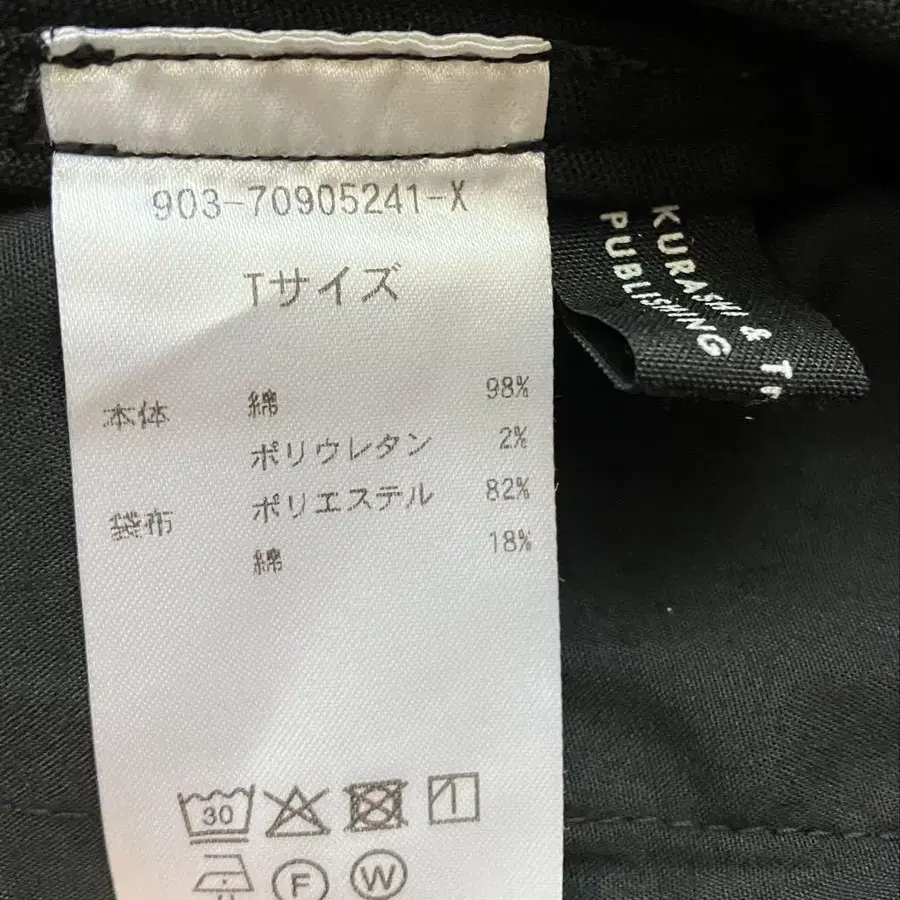 903-70905241-X
Tサイズ
本体 綿 98%
ポリウレタン 2%
袋布 ポリエステル 82%
綿 18%
30
F W
KURASHI &
PUBLISHING